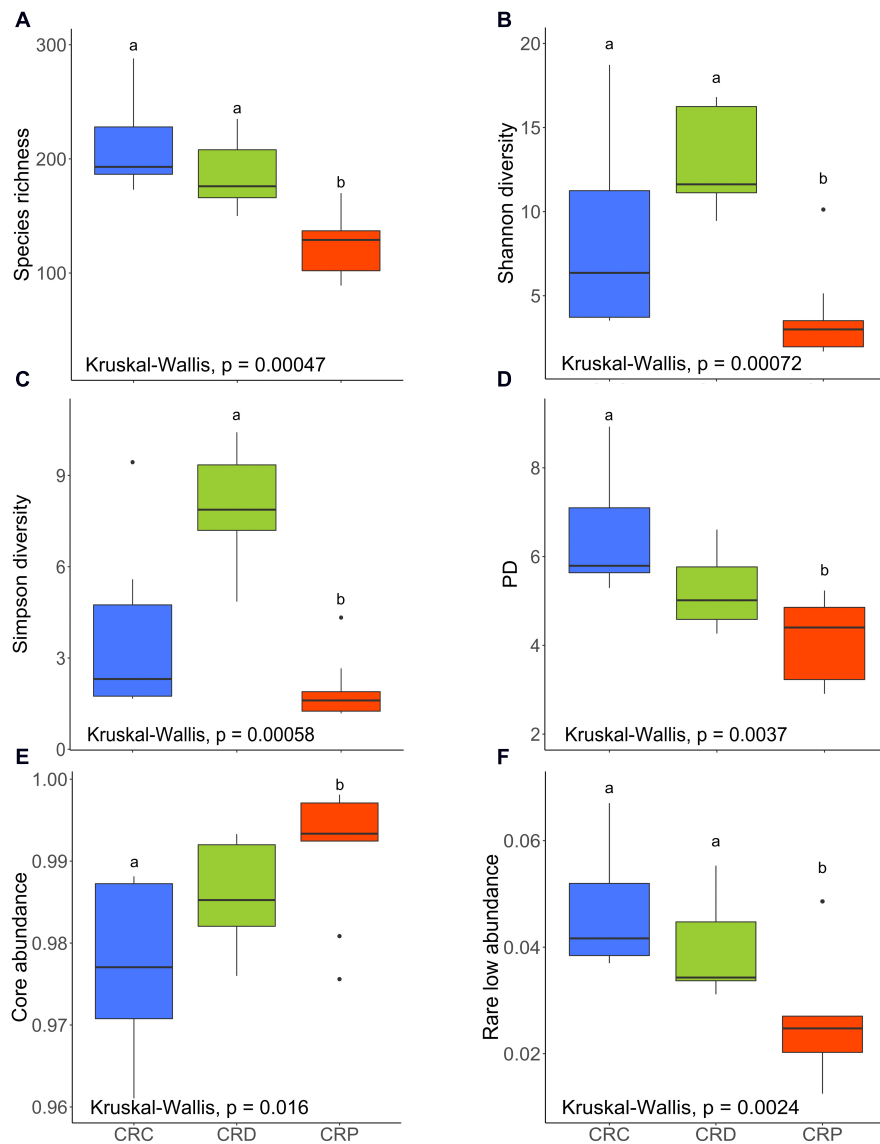 A
Species richness
300
200
100
a
a
b
Kruskal-Wallis, p = 0.00047
B
Shannon diversity
20
15
10
5
a
a
b
Kruskal-Wallis, p = 0.00072
C
Simpson diversity
9
6
3
0
a
b
Kruskal-Wallis, p = 0.00058
D
PD
8
6
4
2
a
b
Kruskal-Wallis, p = 0.0037
E
Core abundance
1.00
0.99
0.98
0.97
0.96
a
b
Kruskal-Wallis, p = 0.016
CRC
CRD
CRP
F
Rare low abundance
0.06
0.04
0.02
a
a
b
Kruskal-Wallis, p = 0.0024
CRC
CRD
CRP